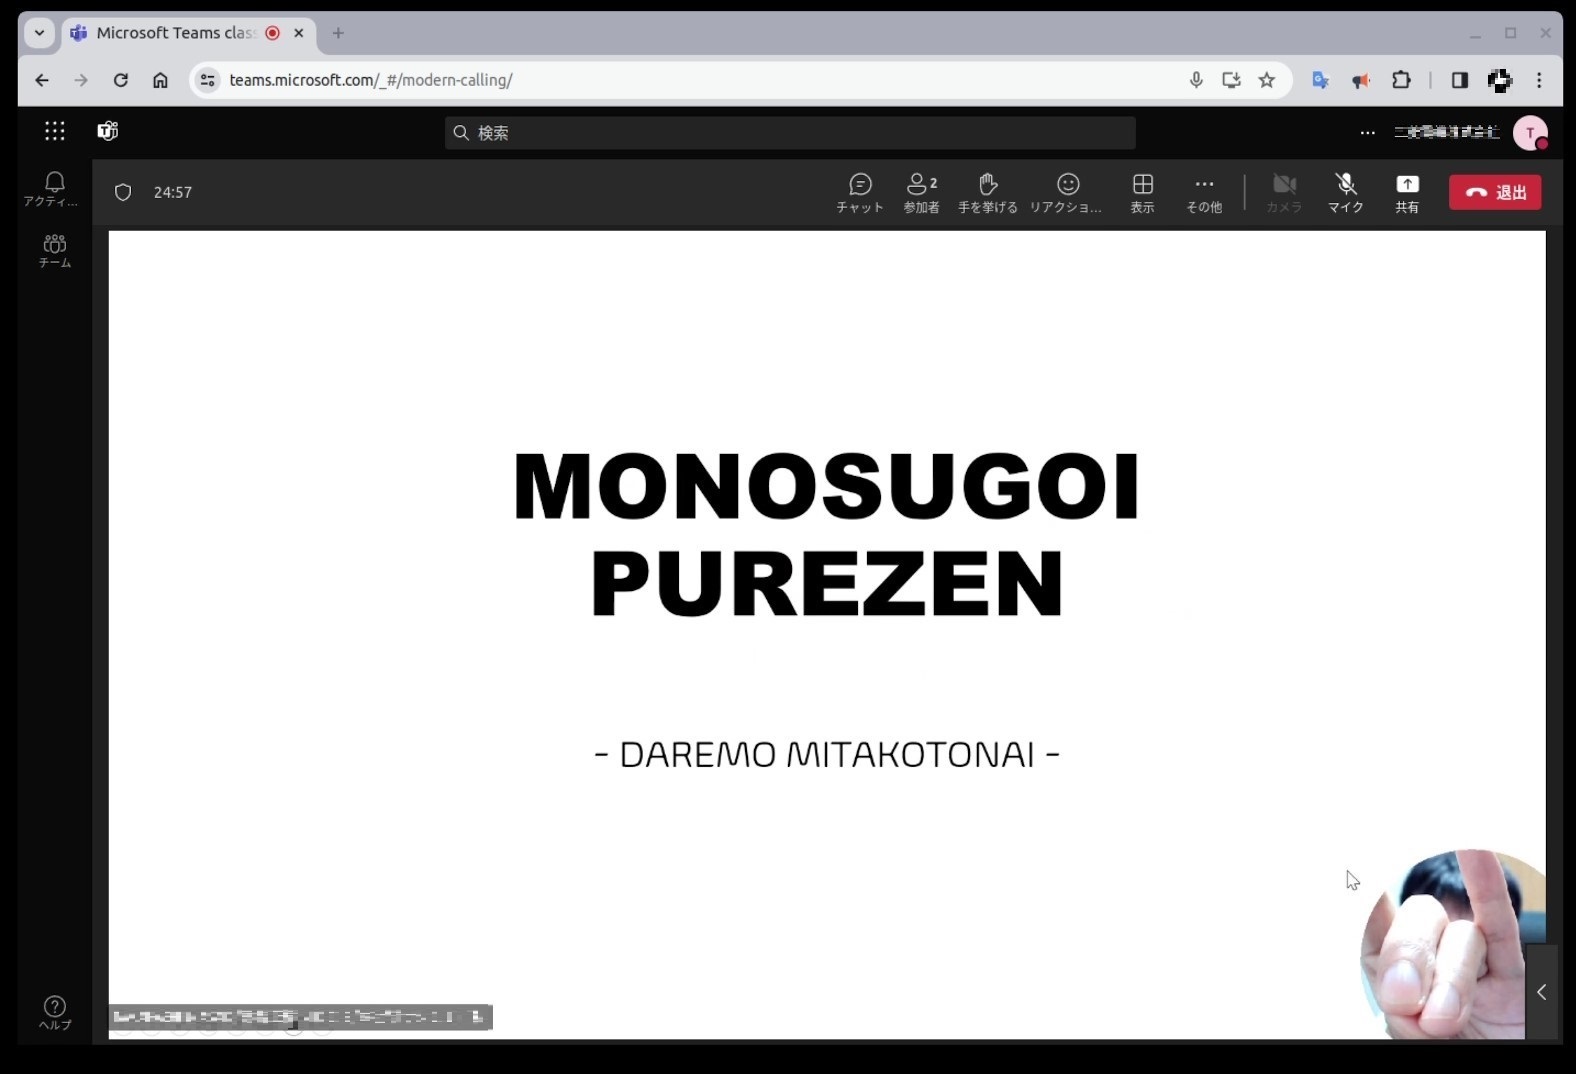 Microsoft Teams clas
teams.microsoft.com/_#/modern-calling/
検索
T
アクティ...
チーム
24:57
チャット
2
参加者
手を挙げる
リアクショ...
表示
その他
カメラ
マイク
共有
退出
MONOSUGOI
PUREZEN
- DAREMO MITAKOTONAI -
ヘルプ